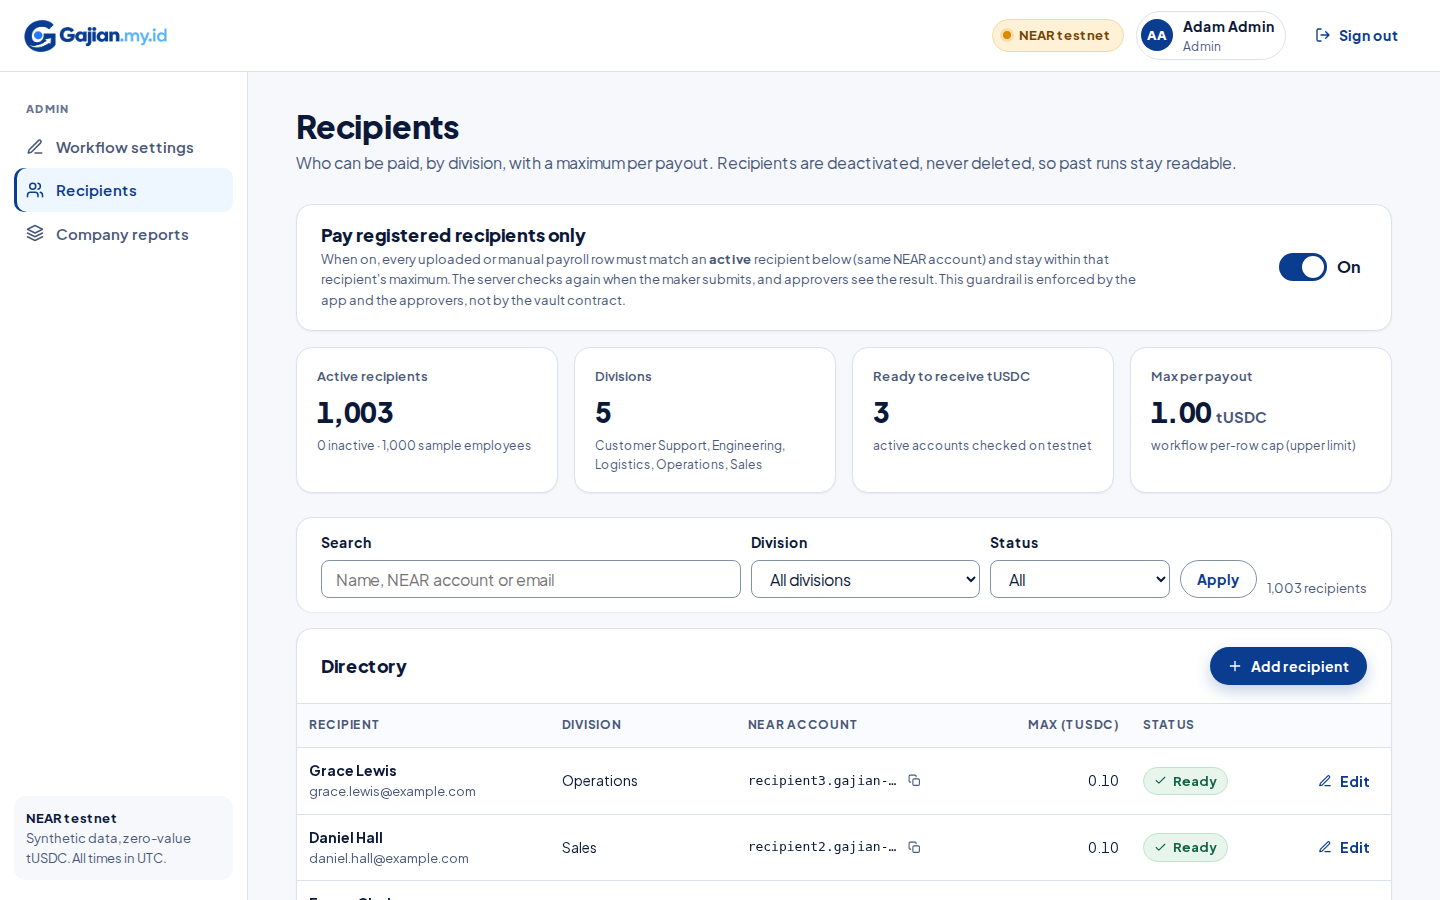 Gajian.my.id
NEAR testnet
AA
Adam Admin
Admin
Sign out
ADMIN
Workflow settings
Recipients
Company reports
NEAR testnet
Synthetic data, zero-value
tUSDC. All times in UTC.
Recipients
Who can be paid, by division, with a maximum per payout. Recipients are deactivated, never deleted, so past runs stay readable.
Pay registered recipients only
When on, every uploaded or manual payroll row must match an active recipient below (same NEAR account) and stay within that
recipient's maximum. The server checks again when the maker submits, and approvers see the result. This guardrail is enforced by the
app and the approvers, not by the vault contract.
On
Active recipients
1,003
0 inactive · 1,000 sample employees
Divisions
5
Customer Support, Engineering,
Logistics, Operations, Sales
Ready to receive tUSDC
3
active accounts checked on testnet
Max per payout
1.00 tUSDC
workflow per-row cap (upper limit)
Search
Name, NEAR account or email
Division
All divisions
Status
All
Apply
1,003 recipients
Directory
Add recipient
RECIPIENT DIVISION NEAR ACCOUNT MAX (TUSDC) STATUS
Grace Lewis
grace.lewis@example.com
Operations
recipient3.gajian-…
0.10
Ready
Edit
Daniel Hall
daniel.hall@example.com
Sales
recipient2.gajian-…
0.10
Ready
Edit